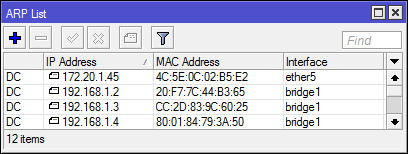 ARP List
Find
IP Address MAC Address Interface
DC 172.20.1.45 4C:5E:0C:02:B5:E2 ether5
DC 192.168.1.2 20:F7:7C:44:B3:65 bridge1
DC 192.168.1.3 CC:2D:83:9C:60:25 bridge1
DC 192.168.1.4 80:01:84:79:3A:50 bridge1
12 items